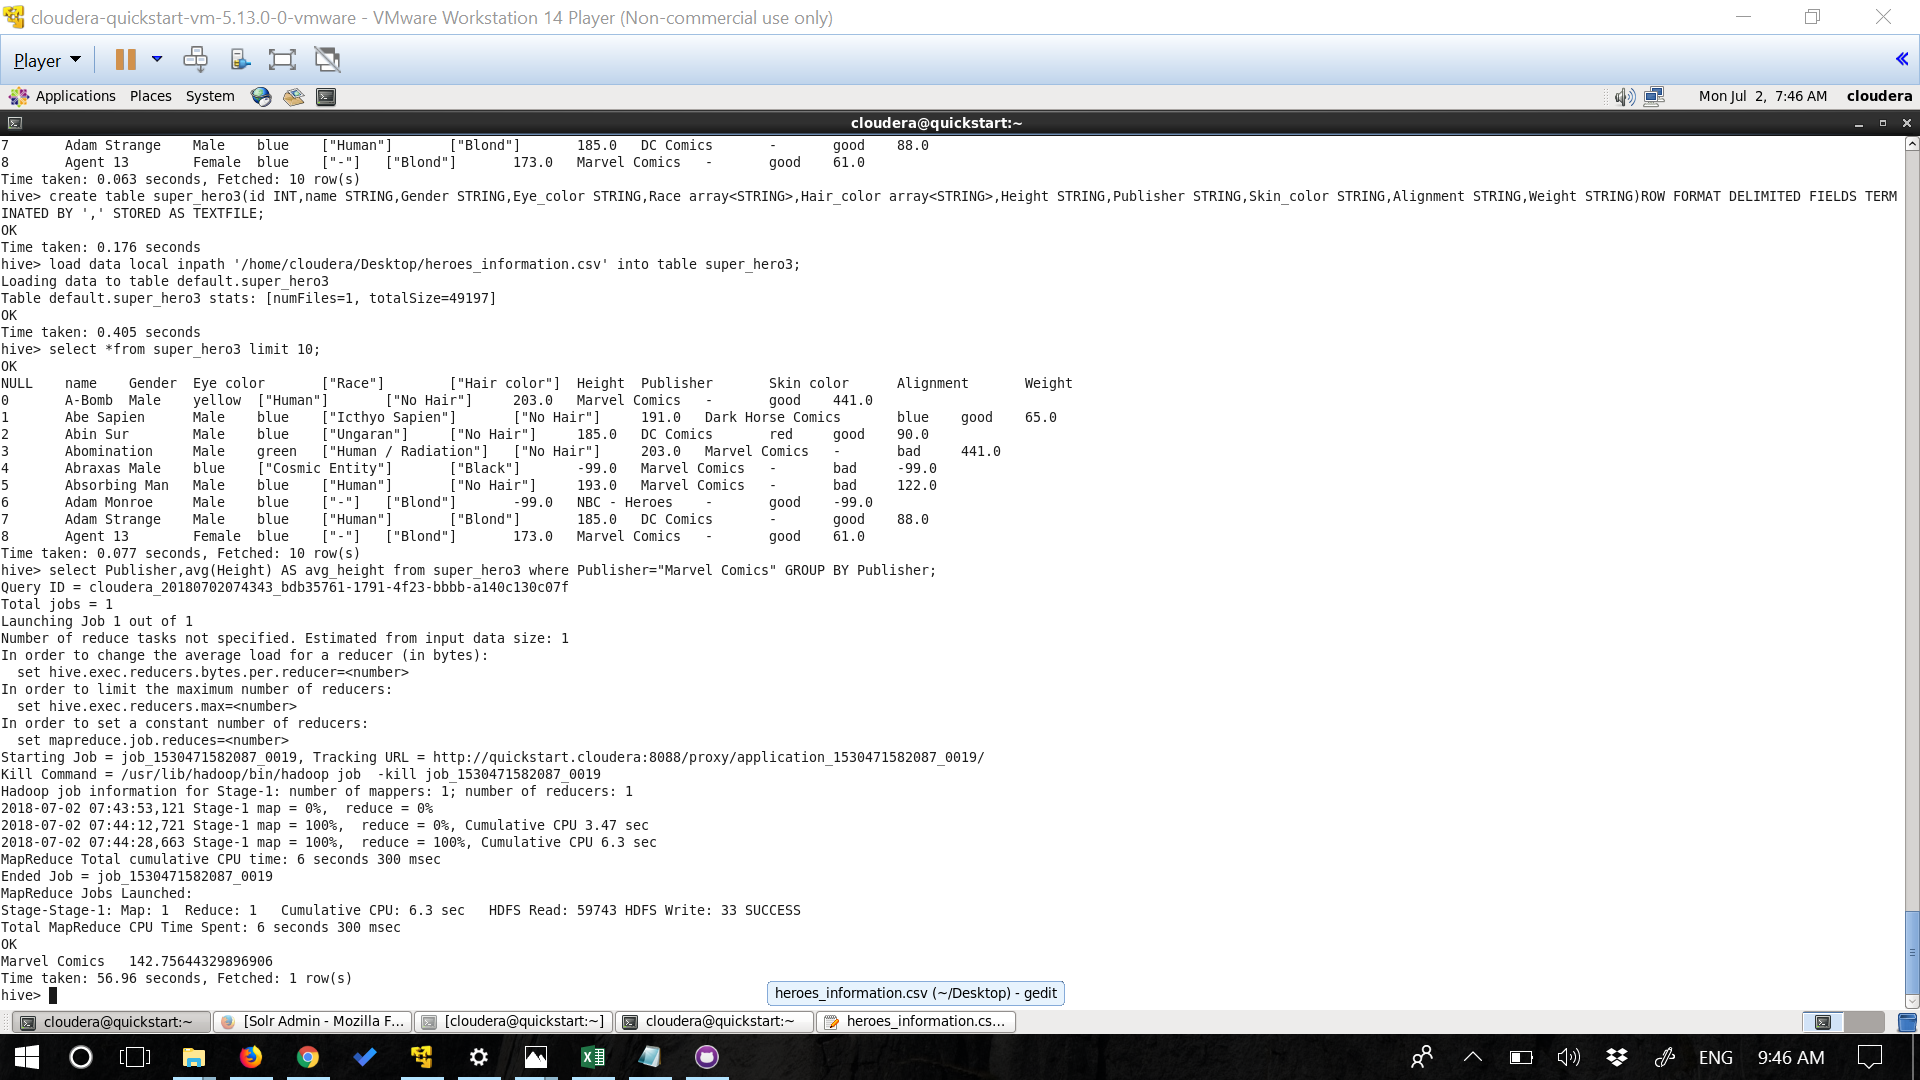 cloudera-quickstart-vm-5.13.0-0-vmware - VMware Workstation 14 Player (Non-commercial use only)
Player
Applications Places System Mon Jul 2, 7:46 AM cloudera
cloudera@quickstart:~
7 Adam Strange Male blue ["Human"] ["Blond"] 185.0 DC Comics - good 88.0
8 Agent 13 Female blue ["-"] ["Blond"] 173.0 Marvel Comics - good 61.0
Time taken: 0.063 seconds, Fetched: 10 row(s)
hive> create table super_hero3(id INT,name STRING,Gender STRING,Eye_color STRING,Race array<STRING>,Hair_color array<STRING>,Height STRING,Publisher STRING,Skin_color STRING,Alignment STRING,Weight STRING)ROW FORMAT DELIMITED FIELDS TERM
INATED BY ',' STORED AS TEXTFILE;
OK
Time taken: 0.176 seconds
hive> load data local inpath '/home/cloudera/Desktop/heroes_information.csv' into table super_hero3;
Loading data to table default.super_hero3
Table default.super_hero3 stats: [numFiles=1, totalSize=49197]
OK
Time taken: 0.405 seconds
hive> select *from super_hero3 limit 10;
OK
NULL name Gender Eye color ["Race"] ["Hair color"] Height Publisher Skin color Alignment Weight
0 A-Bomb Male yellow ["Human"] ["No Hair"] 203.0 Marvel Comics - good 441.0
1 Abe Sapien Male blue ["Icthyo Sapien"] ["No Hair"] 191.0 Dark Horse Comics blue good 65.0
2 Abin Sur Male blue ["Ungaran"] ["No Hair"] 185.0 DC Comics red good 90.0
3 Abomination Male green ["Human / Radiation"] ["No Hair"] 203.0 Marvel Comics - bad 441.0
4 Abraxas Male blue ["Cosmic Entity"] ["Black"] -99.0 Marvel Comics - bad -99.0
5 Absorbing Man Male blue ["Human"] ["No Hair"] 193.0 Marvel Comics - bad 122.0
6 Adam Monroe Male blue ["-"] ["Blond"] -99.0 NBC - Heroes - good -99.0
7 Adam Strange Male blue ["Human"] ["Blond"] 185.0 DC Comics - good 88.0
8 Agent 13 Female blue ["-"] ["Blond"] 173.0 Marvel Comics - good 61.0
Time taken: 0.077 seconds, Fetched: 10 row(s)
hive> select Publisher,avg(Height) AS avg_height from super_hero3 where Publisher="Marvel Comics" GROUP BY Publisher;
Query ID = cloudera_20180702074343_bdb35761-1791-4f23-bbbb-a140c130c07f
Total jobs = 1
Launching Job 1 out of 1
Number of reduce tasks not specified. Estimated from input data size: 1
In order to change the average load for a reducer (in bytes):
set hive.exec.reducers.bytes.per.reducer=<number>
In order to limit the maximum number of reducers:
set hive.exec.reducers.max=<number>
In order to set a constant number of reducers:
set mapreduce.job.reduces=<number>
Starting Job = job_1530471582087_0019, Tracking URL = http://quickstart.cloudera:8088/proxy/application_1530471582087_0019/
Kill Command = /usr/lib/hadoop/bin/hadoop job -kill job_1530471582087_0019
Hadoop job information for Stage-1: number of mappers: 1; number of reducers: 1
2018-07-02 07:43:53,121 Stage-1 map = 0%, reduce = 0%
2018-07-02 07:44:12,721 Stage-1 map = 100%, reduce = 0%, Cumulative CPU 3.47 sec
2018-07-02 07:44:28,663 Stage-1 map = 100%, reduce = 100%, Cumulative CPU 6.3 sec
MapReduce Total cumulative CPU time: 6 seconds 300 msec
Ended Job = job_1530471582087_0019
MapReduce Jobs Launched:
Stage-Stage-1: Map: 1 Reduce: 1 Cumulative CPU: 6.3 sec HDFS Read: 59743 HDFS Write: 33 SUCCESS
Total MapReduce CPU Time Spent: 6 seconds 300 msec
OK
Marvel Comics 142.75644329896906
Time taken: 56.96 seconds, Fetched: 1 row(s)
hive>
heroes_information.csv (~/Desktop) - gedit
cloudera@quickstart:~ [Solr Admin - Mozilla F... [cloudera@quickstart:~] cloudera@quickstart:~ heroes_information.cs...
ENG 9:46 AM